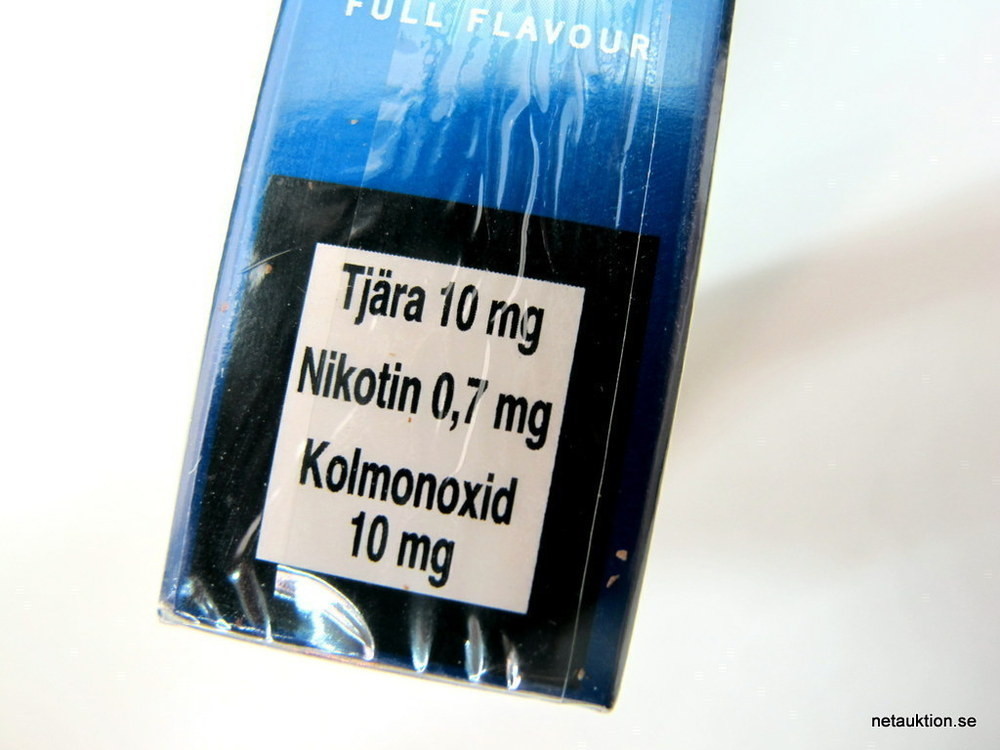 FULL FLAVOUR
Tjära 10 mg
Nikotin 0,7 mg
Kolmonoxid
10 mg
netauktion.se